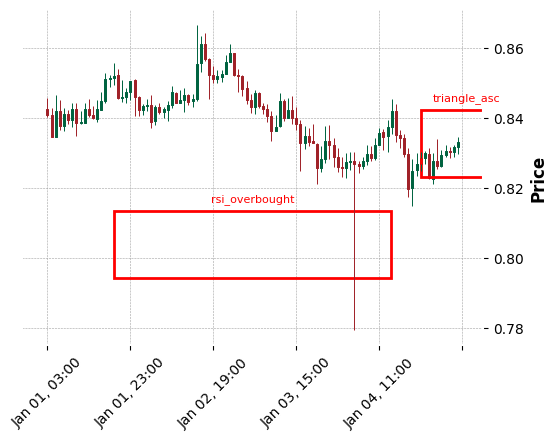 0.86
triangle_asc
0.84
Price
0.82
rsi_overbought
0.80
0.78
Jan 01, 03:00
Jan 01, 23:00
Jan 02, 19:00
Jan 03, 15:00
Jan 04, 11:00